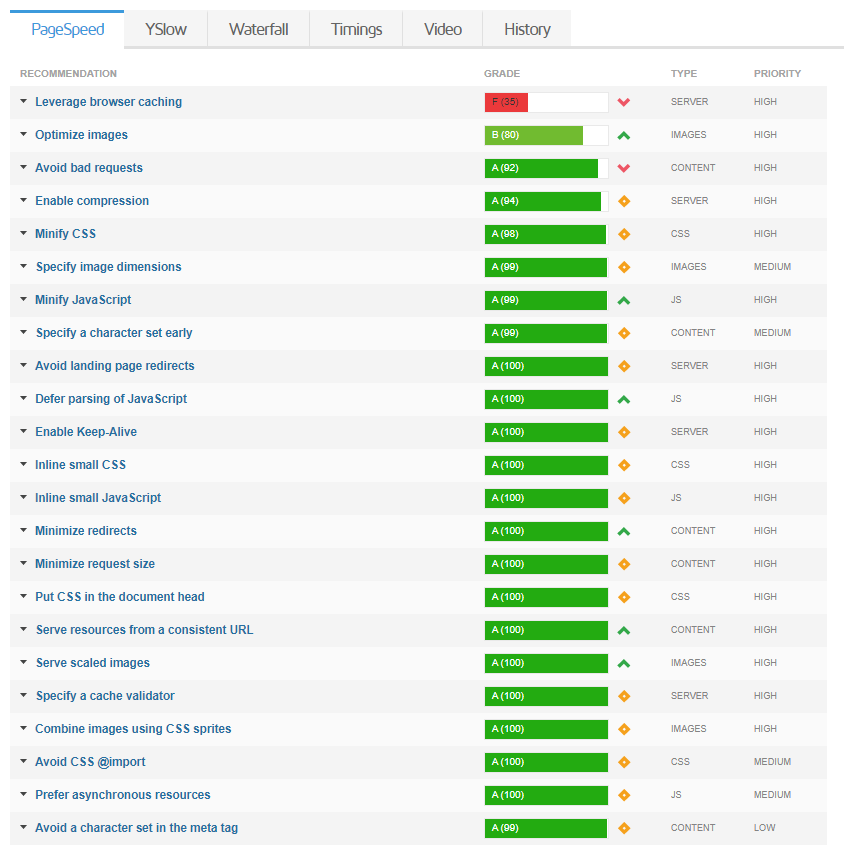 PageSpeed YSlow Waterfall Timings Video History
RECOMMENDATION GRADE TYPE PRIORITY
Leverage browser caching F (35) SERVER HIGH
Optimize images B (80) IMAGES HIGH
Avoid bad requests A (92) CONTENT HIGH
Enable compression A (94) SERVER HIGH
Minify CSS A (98) CSS HIGH
Specify image dimensions A (99) IMAGES MEDIUM
Minify JavaScript A (99) JS HIGH
Specify a character set early A (99) CONTENT MEDIUM
Avoid landing page redirects A (100) SERVER HIGH
Defer parsing of JavaScript A (100) JS HIGH
Enable Keep-Alive A (100) SERVER HIGH
Inline small CSS A (100) CSS HIGH
Inline small JavaScript A (100) JS HIGH
Minimize redirects A (100) CONTENT HIGH
Minimize request size A (100) CONTENT HIGH
Put CSS in the document head A (100) CSS HIGH
Serve resources from a consistent URL A (100) CONTENT HIGH
Serve scaled images A (100) IMAGES HIGH
Specify a cache validator A (100) SERVER HIGH
Combine images using CSS sprites A (100) IMAGES HIGH
Avoid CSS @import A (100) CSS MEDIUM
Prefer asynchronous resources A (100) JS MEDIUM
Avoid a character set in the meta tag A (99) CONTENT LOW